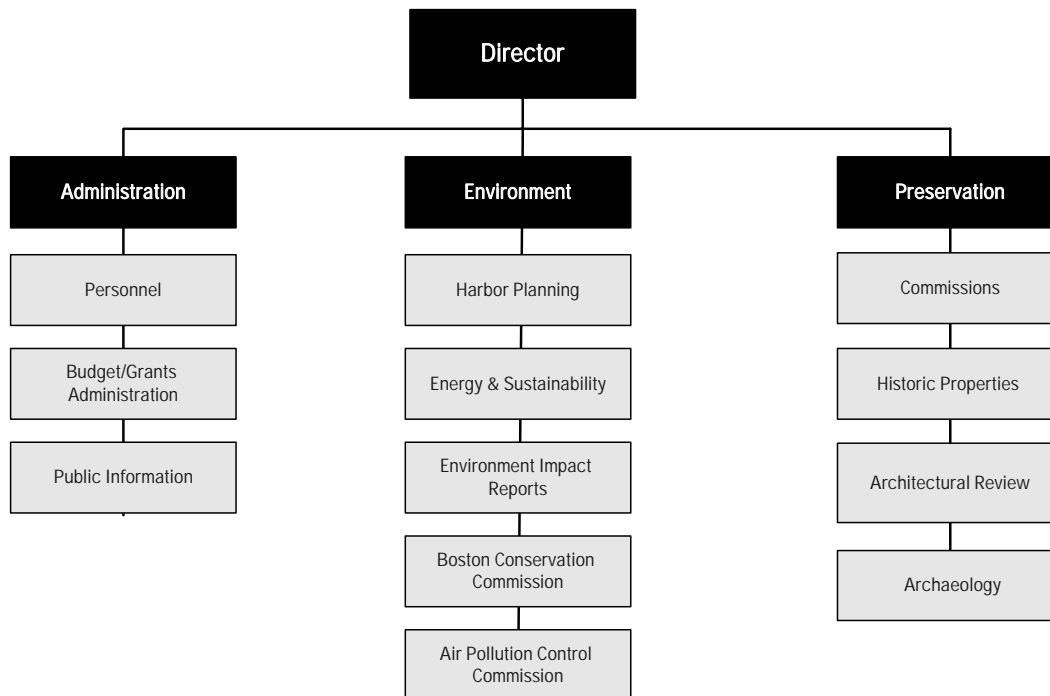 Director
Administration
Environment
Preservation
Personnel
Harbor Planning
Commissions
Budget/Grants
Administration
Energy & Sustainability
Historic Properties
Public Information
Environment Impact
Reports
Architectural Review
Boston Conservation
Commission
Archaeology
Air Pollution Control
Commission